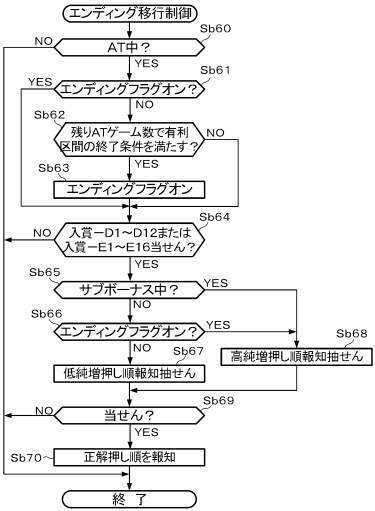 エンディング移行制御
Sb60
NO
AT中？
YES
Sb61
YES
エンディングフラグオン？
NO
Sb62
残りATゲーム数で有利
区間の終了条件を満たす？
NO
YES
Sb63
エンディングフラグオン
Sb64
NO
入賞－D1～D12または
入賞－E1～E16当せん？
YES
Sb65
サブボーナス中？
YES
NO
Sb66
エンディングフラグオン？
YES
Sb68
NO
Sb67
低純増押し順報知抽せん
高純増押し順報知抽せん
Sb69
NO
当せん？
YES
Sb70
正解押し順を報知
終 了